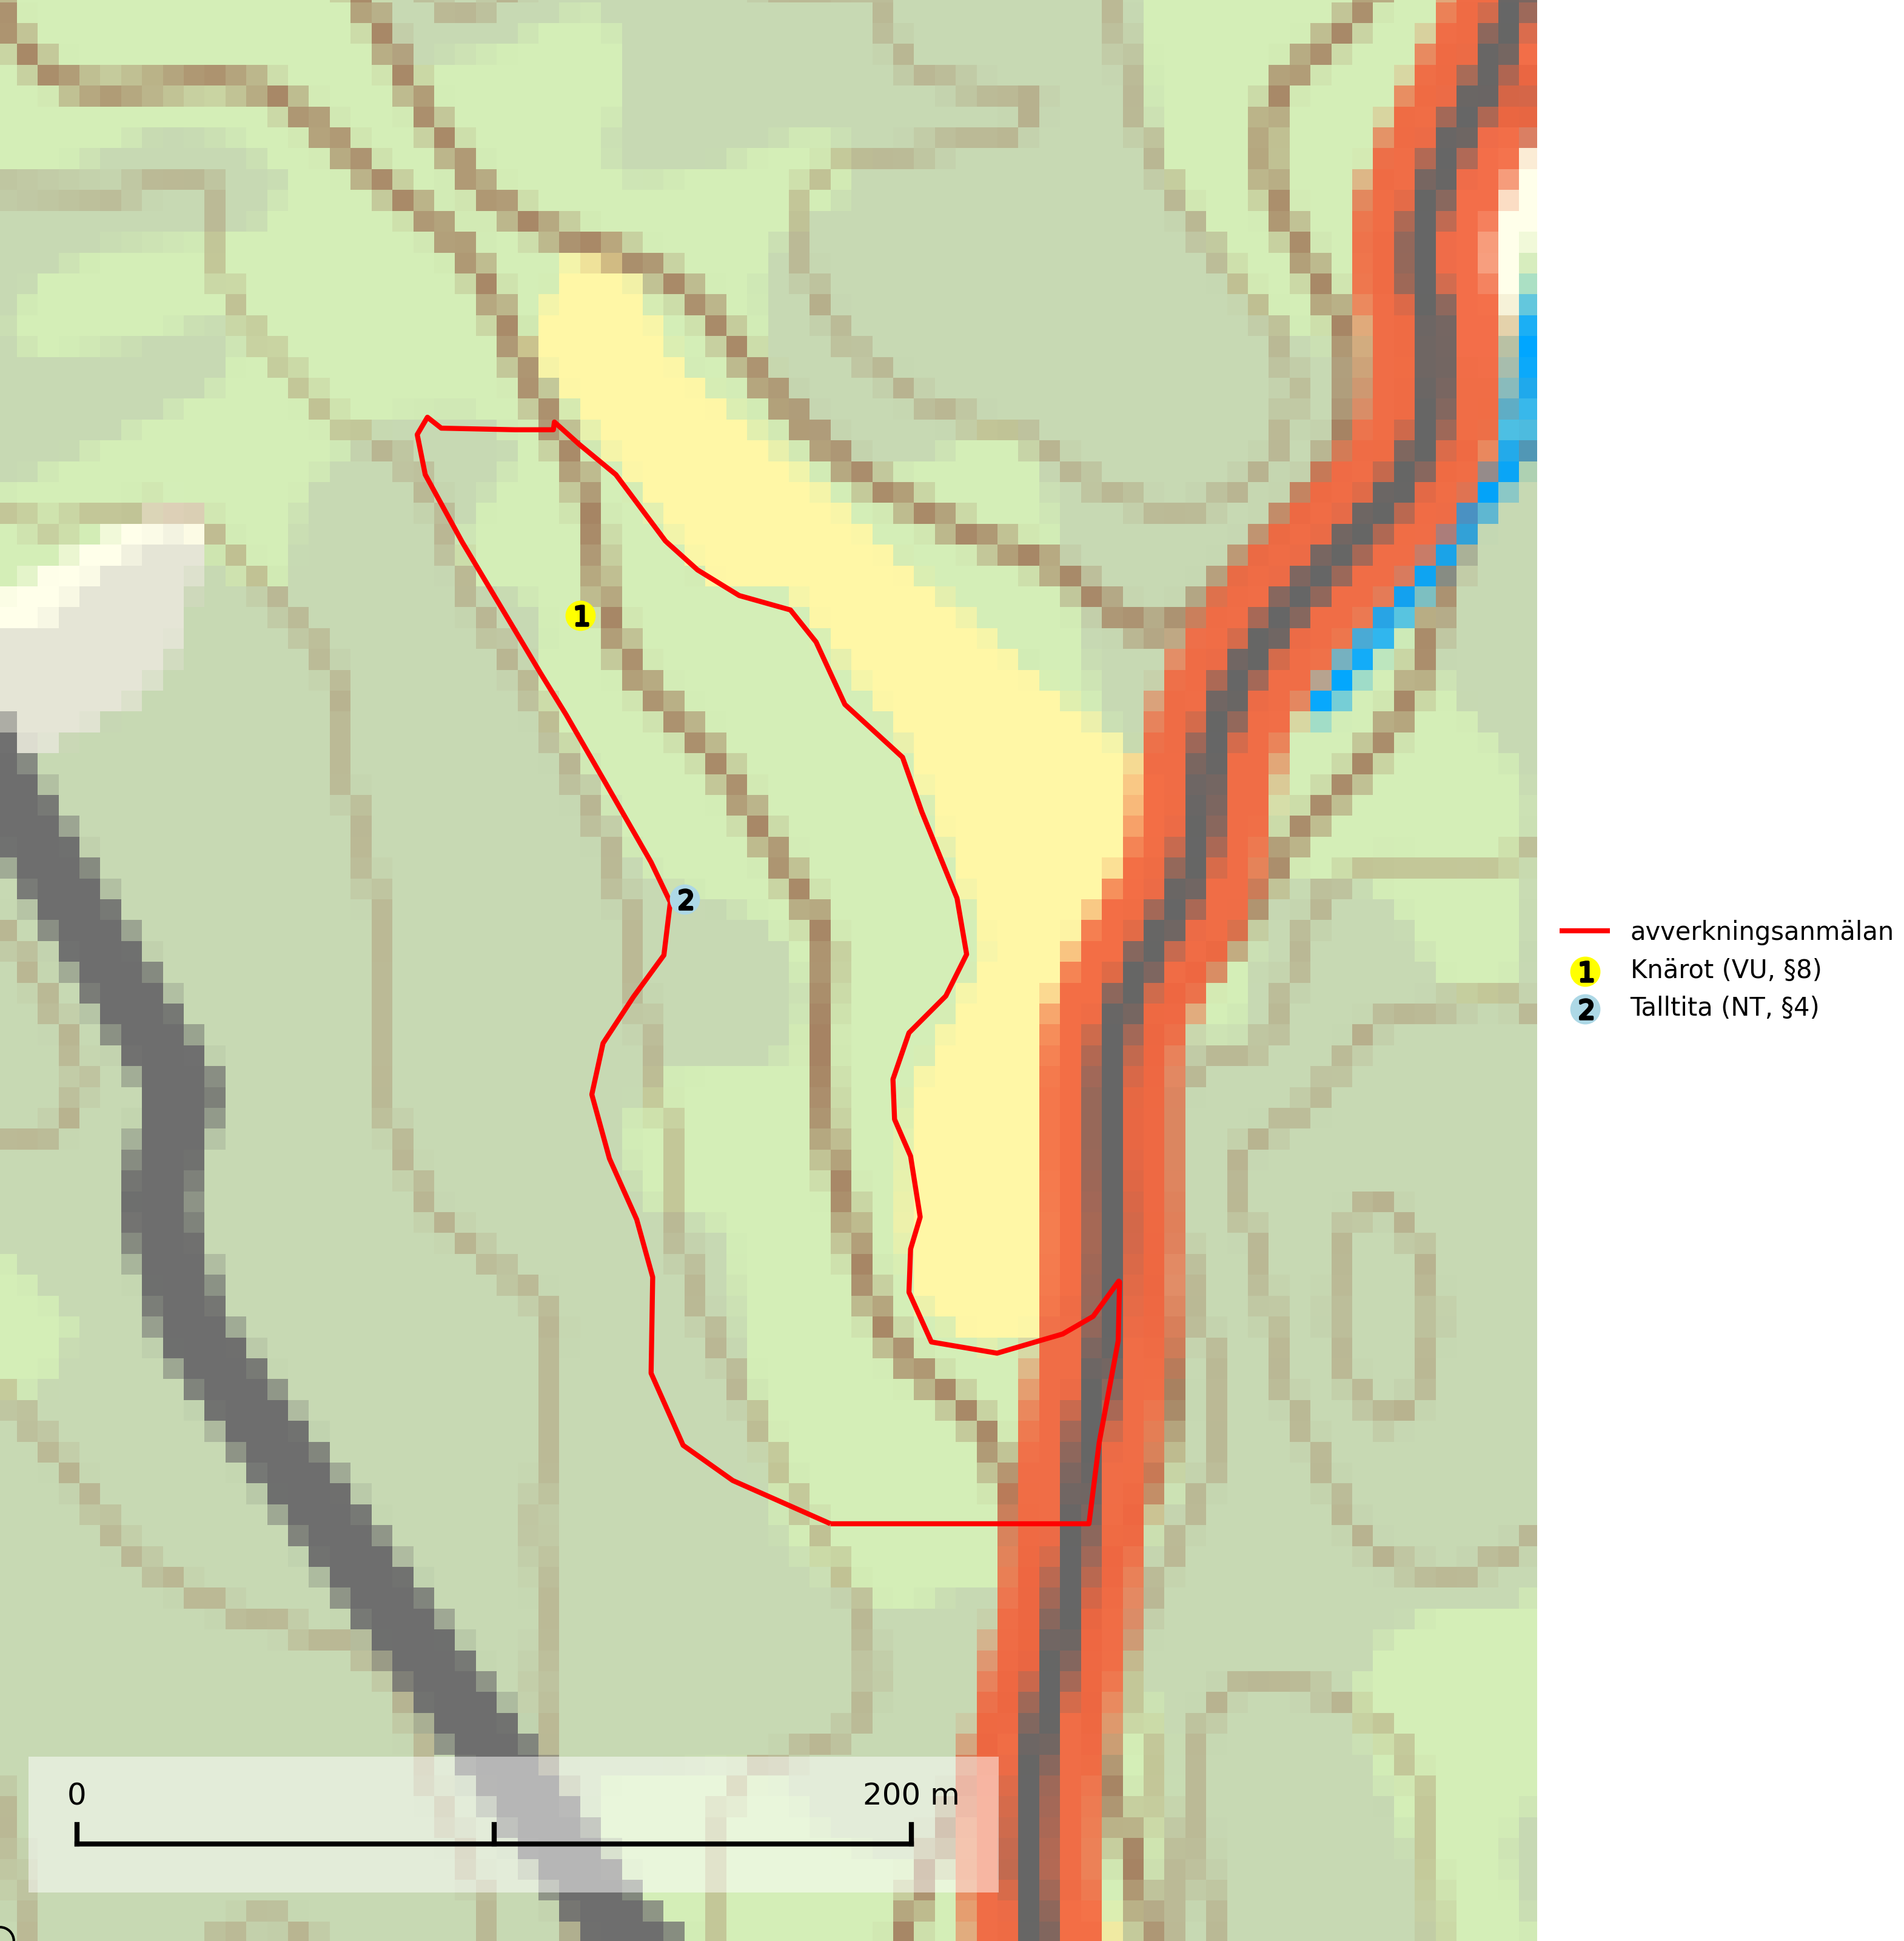 1
2
avverkningsanmälan
1 Knärot (VU, §8)
2 Talltita (NT, §4)
0 200 m